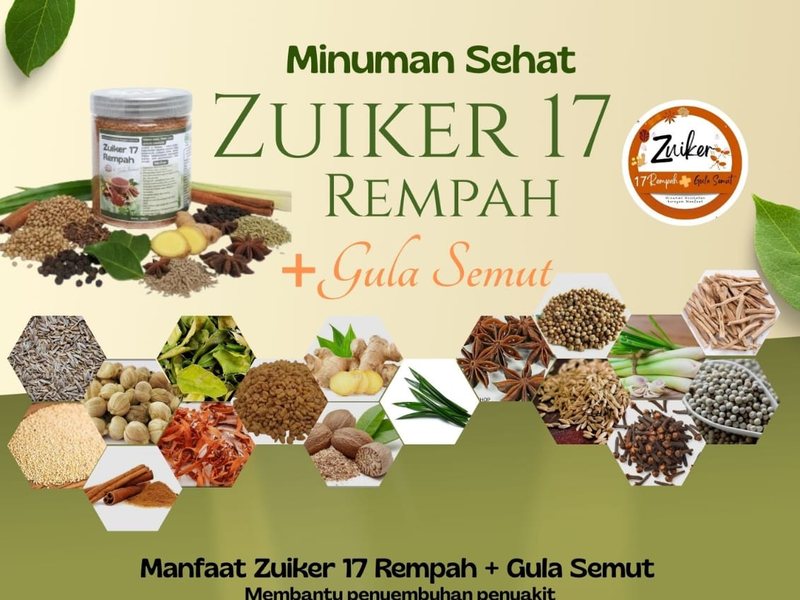 Minuman Sehat
ZUIKER 17
REMPAH
+Gula Semut
Zuiker 17
Rempah
Zuiker
17 Rempah + Gula Semut
HOP
Manfaat Zuiker 17 Rempah + Gula Semut
Membantu penyembuhan penyakit